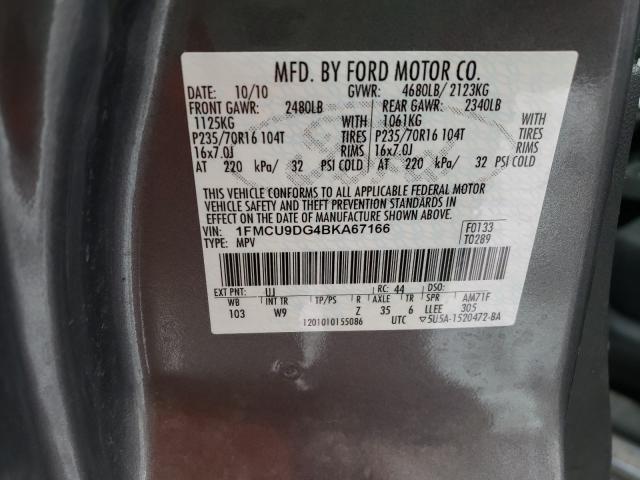 MFD. BY FORD MOTOR CO.
DATE: 10/10 GVWR: 4680LB/ 2123KG
FRONT GAWR: 2480LB REAR GAWR: 2340LB
1125KG WITH 1061KG WITH
P235/70R16 104T TIRES P235/70R16 104T TIRES
16x7.0J RIMS 16x7.0J RIMS
AT 220 kPa/ 32 PSI COLD AT 220 kPa/ 32 PSI COLD
THIS VEHICLE CONFORMS TO ALL APPLICABLE FEDERAL MOTOR
VEHICLE SAFETY AND THEFT PREVENTION STANDARDS IN
EFFECT ON THE DATE OF MANUFACTURE SHOWN ABOVE.
VIN: 1FMCU9DG4BKA67166 F0133
TYPE: MPV T0289
EXT PNT: UJ RC: 44 DSO: AM71F
WB INT TR TP/PS R AXLE TR SPR 305
103 W9 Z 35 6 LLEE
1201010155086 UTC ▽5U5A-1520472-BA